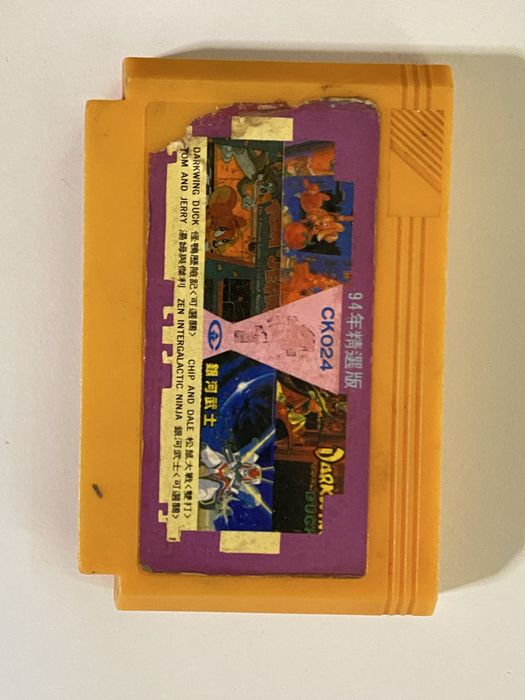 94年精選版
CK024
銀河武士
DARKWING DUCK
DARKWING DUCK 怪鴨歷險記<可選關> CHIP AND DALE 松鼠大戰<雙打>
TOM AND JERRY 湯姆與傑利 ZEN INTERGALACTIC NINJA 銀河武士<可選關>